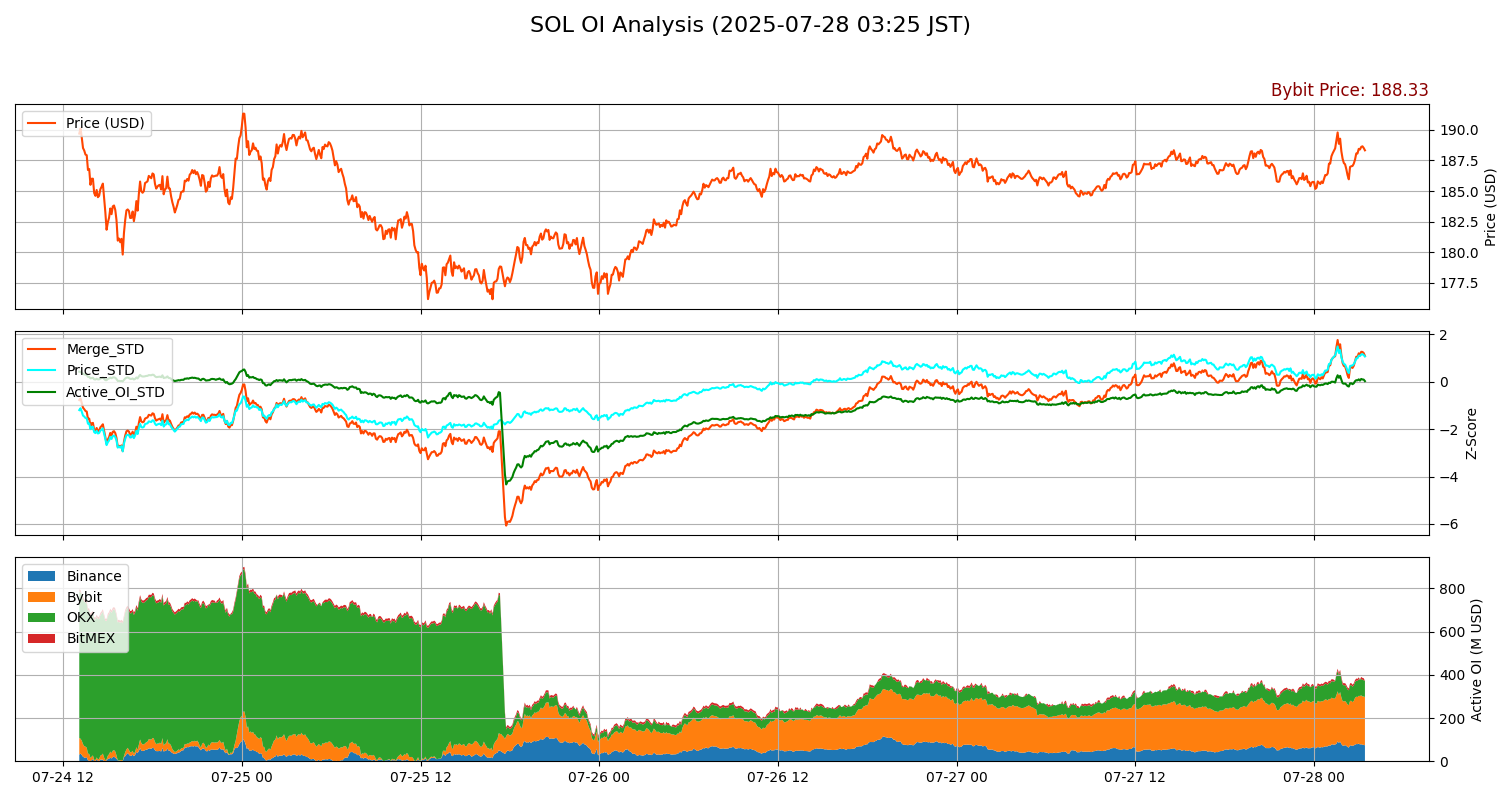 SOL OI Analysis (2025-07-28 03:25 JST)
Bybit Price: 188.33
Price (USD)
190.0
187.5
185.0
182.5
180.0
177.5
Price (USD)
Merge_STD
Price_STD
Active_OI_STD
2
0
−2
−4
−6
Z-Score
Binance
Bybit
OKX
BitMEX
800
600
400
200
0
Active OI (M USD)
07-24 12
07-25 00
07-25 12
07-26 00
07-26 12
07-27 00
07-27 12
07-28 00